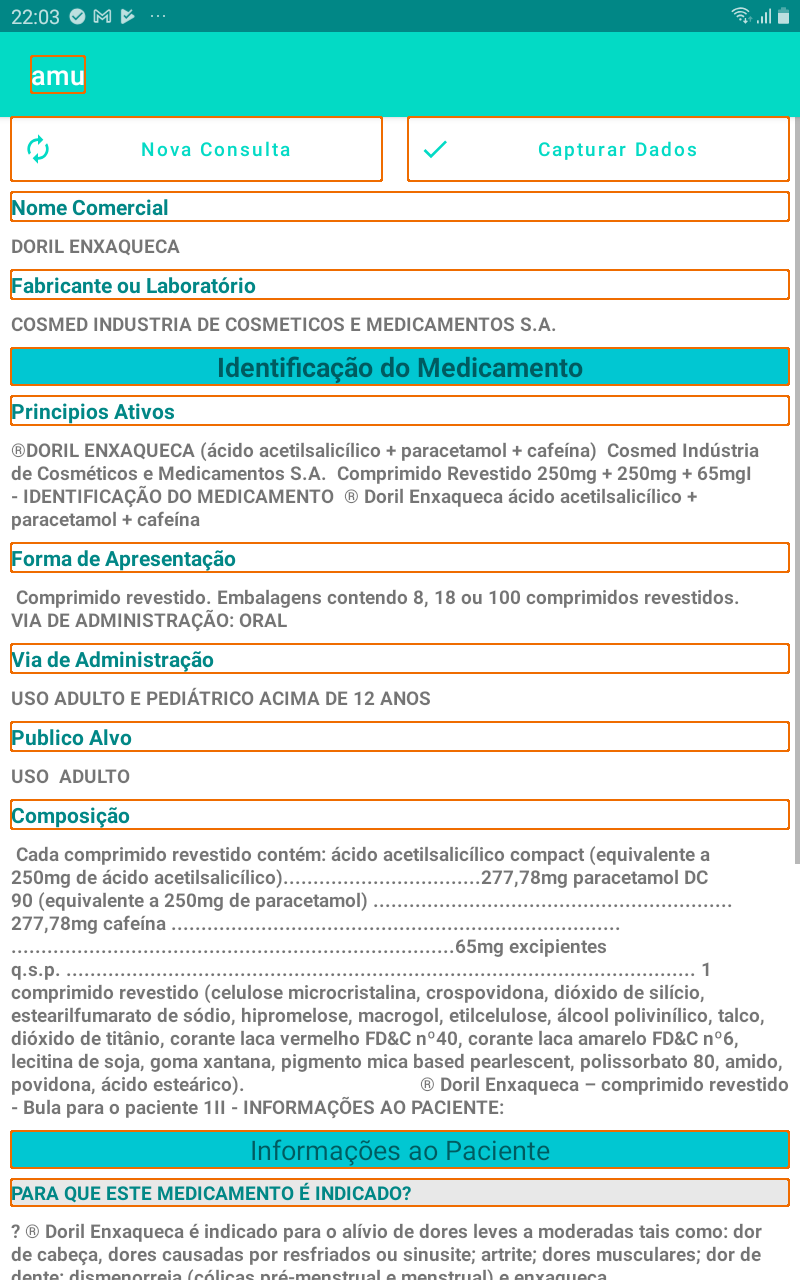 22:03
amu
Nova Consulta
Capturar Dados
Nome Comercial
DORIL ENXAQUECA
Fabricante ou Laboratório
COSMED INDUSTRIA DE COSMETICOS E MEDICAMENTOS S.A.
Identificação do Medicamento
Principios Ativos
®DORIL ENXAQUECA (ácido acetilsalicílico + paracetamol + cafeína)  Cosmed Indústria
de Cosméticos e Medicamentos S.A.  Comprimido Revestido 250mg + 250mg + 65mgI
- IDENTIFICAÇÃO DO MEDICAMENTO  ® Doril Enxaqueca ácido acetilsalicílico +
paracetamol + cafeína
Forma de Apresentação
Comprimido revestido. Embalagens contendo 8, 18 ou 100 comprimidos revestidos.
VIA DE ADMINISTRAÇÃO: ORAL
Via de Administração
USO ADULTO E PEDIÁTRICO ACIMA DE 12 ANOS
Publico Alvo
USO  ADULTO
Composição
Cada comprimido revestido contém: ácido acetilsalicílico compact (equivalente a
250mg de ácido acetilsalicílico).................................277,78mg paracetamol DC
90 (equivalente a 250mg de paracetamol) ............................................................
277,78mg cafeína ...........................................................................
..........................................................................65mg excipientes
q.s.p. ......................................................................................................... 1
comprimido revestido (celulose microcristalina, crospovidona, dióxido de silício,
estearilfumarato de sódio, hipromelose, macrogol, etilcelulose, álcool polivinílico, talco,
dióxido de titânio, corante laca vermelho FD&C nº40, corante laca amarelo FD&C nº6,
lecitina de soja, goma xantana, pigmento mica based pearlescent, polissorbato 80, amido,
povidona, ácido esteárico). ® Doril Enxaqueca – comprimido revestido
- Bula para o paciente 1II - INFORMAÇÕES AO PACIENTE:
Informações ao Paciente
PARA QUE ESTE MEDICAMENTO É INDICADO?
? ® Doril Enxaqueca é indicado para o alívio de dores leves a moderadas tais como: dor
de cabeça, dores causadas por resfriados ou sinusite; artrite; dores musculares; dor de
dente; dismenorreia (cólicas pré-menstrual e menstrual) e enxaqueca